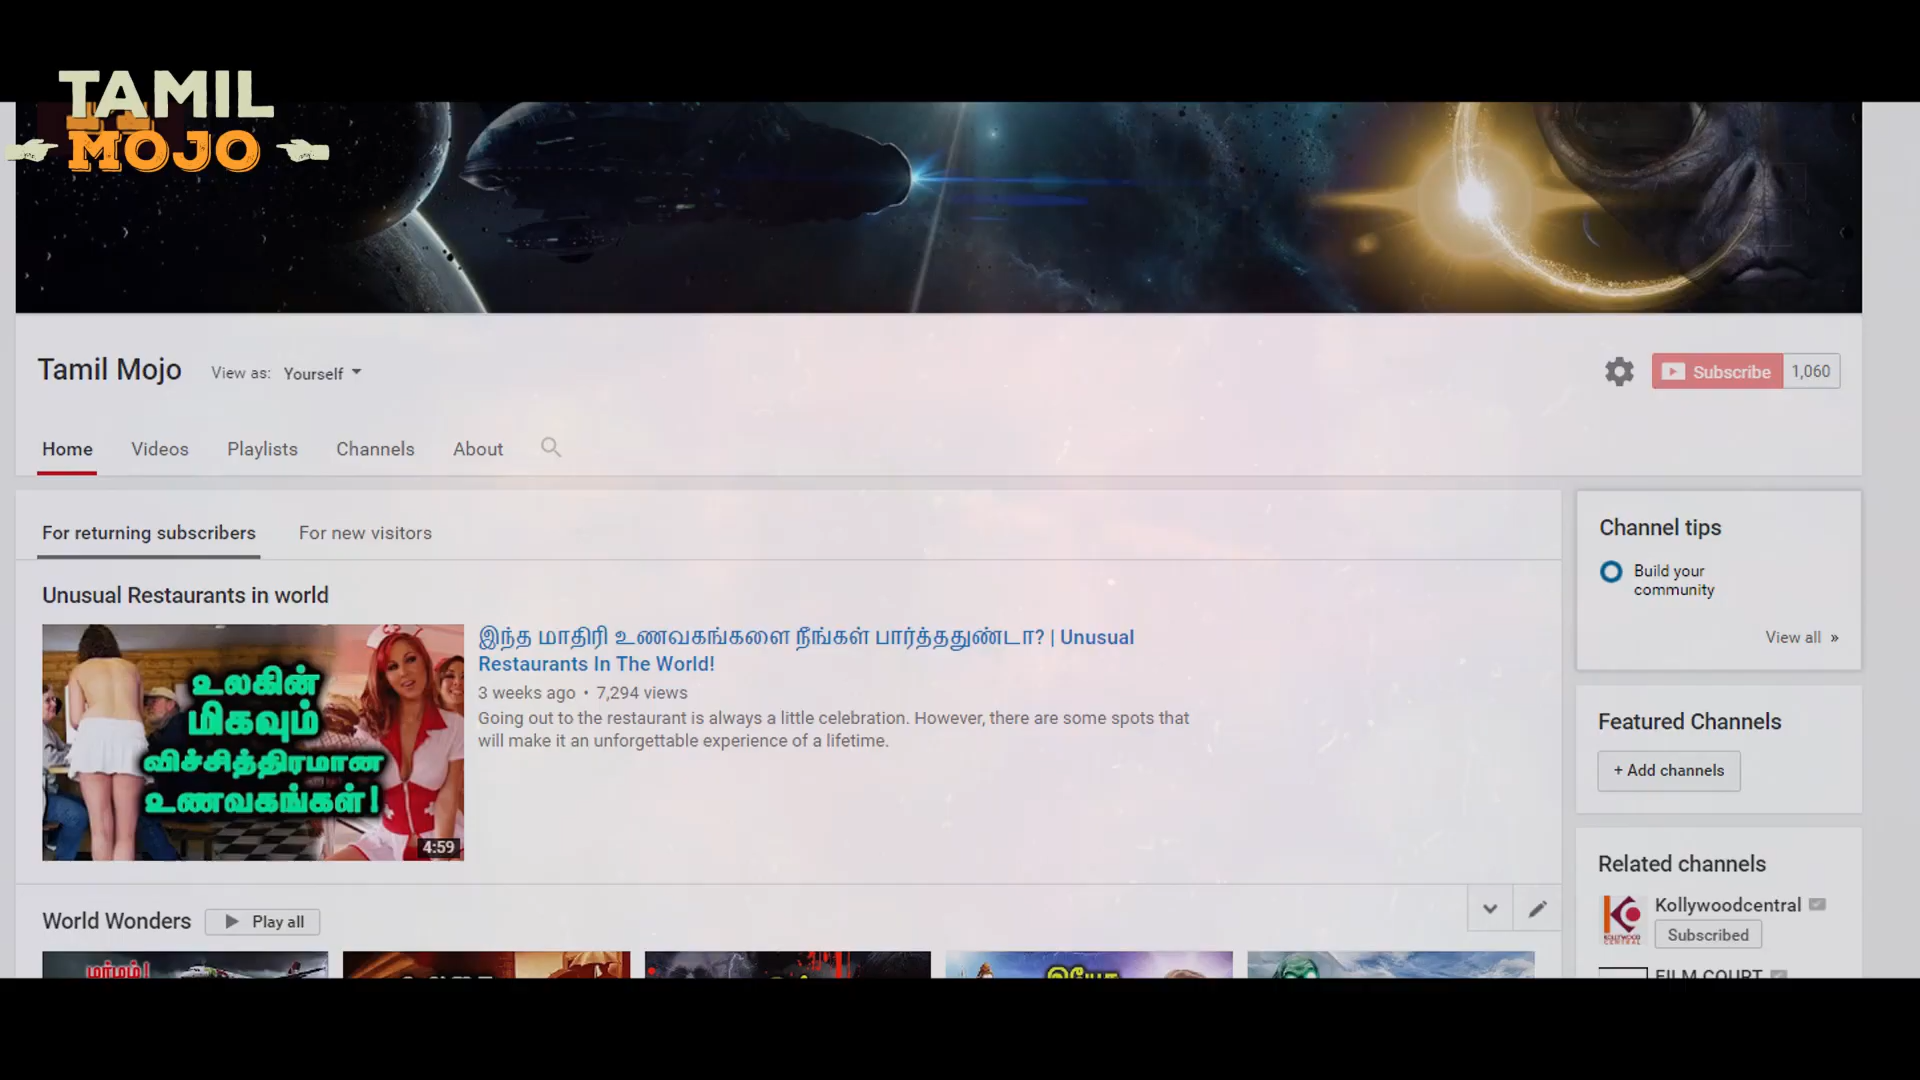 TAMIL
MOJO
Tamil Mojo View as: Yourself
Subscribe 1,060
Home Videos Playlists Channels About
For returning subscribers For new visitors
Unusual Restaurants in world
உலகின்
மிகவும்
விச்சித்திரமான
உணவகங்கள்!
4:59
இந்த மாதிரி உணவகங்களை நீங்கள் பார்த்ததுண்டா? | Unusual
Restaurants In The World!
3 weeks ago • 7,294 views
Going out to the restaurant is always a little celebration. However, there are some spots that
will make it an unforgettable experience of a lifetime.
World Wonders Play all
மர்மம்!
Channel tips
Build your
community
View all »
Featured Channels
+ Add channels
Related channels
Kollywoodcentral
Subscribed
FILM COURT